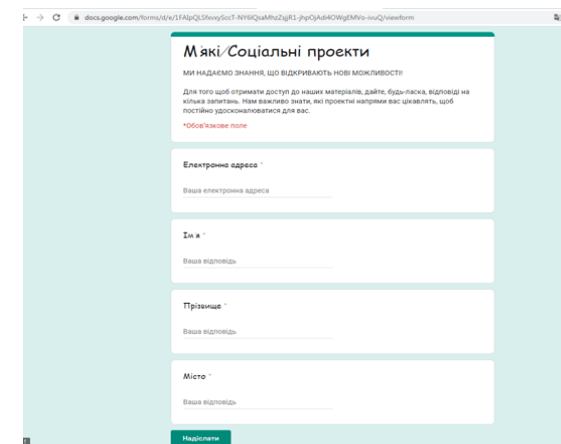 docs.google.com/forms/d/e/1FAIpQLSfxvxySccT-NY6IQsaMhzZsjjR1-jhpOjAdi4OWgEMVo-ivuQ/viewform
М'які/Соціальні проєкти
МИ НАДАЄМО ЗНАННЯ, ЩО ВІДКРИВАЮТЬ НОВІ МОЖЛИВОСТІ!
Для того щоб отримати доступ до наших матеріалів, дайте, будь-ласка, відповіді на
кілька запитань. Нам важливо знати, які проектні напрями вас цікавлять, щоб
постійно удосконалюватися для вас.
*Обов'язкове поле
Електронна адреса *
Ваша електронна адреса
Ім'я *
Ваша відповідь
Прізвище *
Ваша відповідь
Місто *
Ваша відповідь
Надіслати